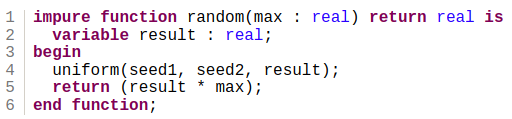 1 impure function random(max : real) return real is
2   variable result : real;
3 begin
4   uniform(seed1, seed2, result);
5   return (result * max);
6 end function;